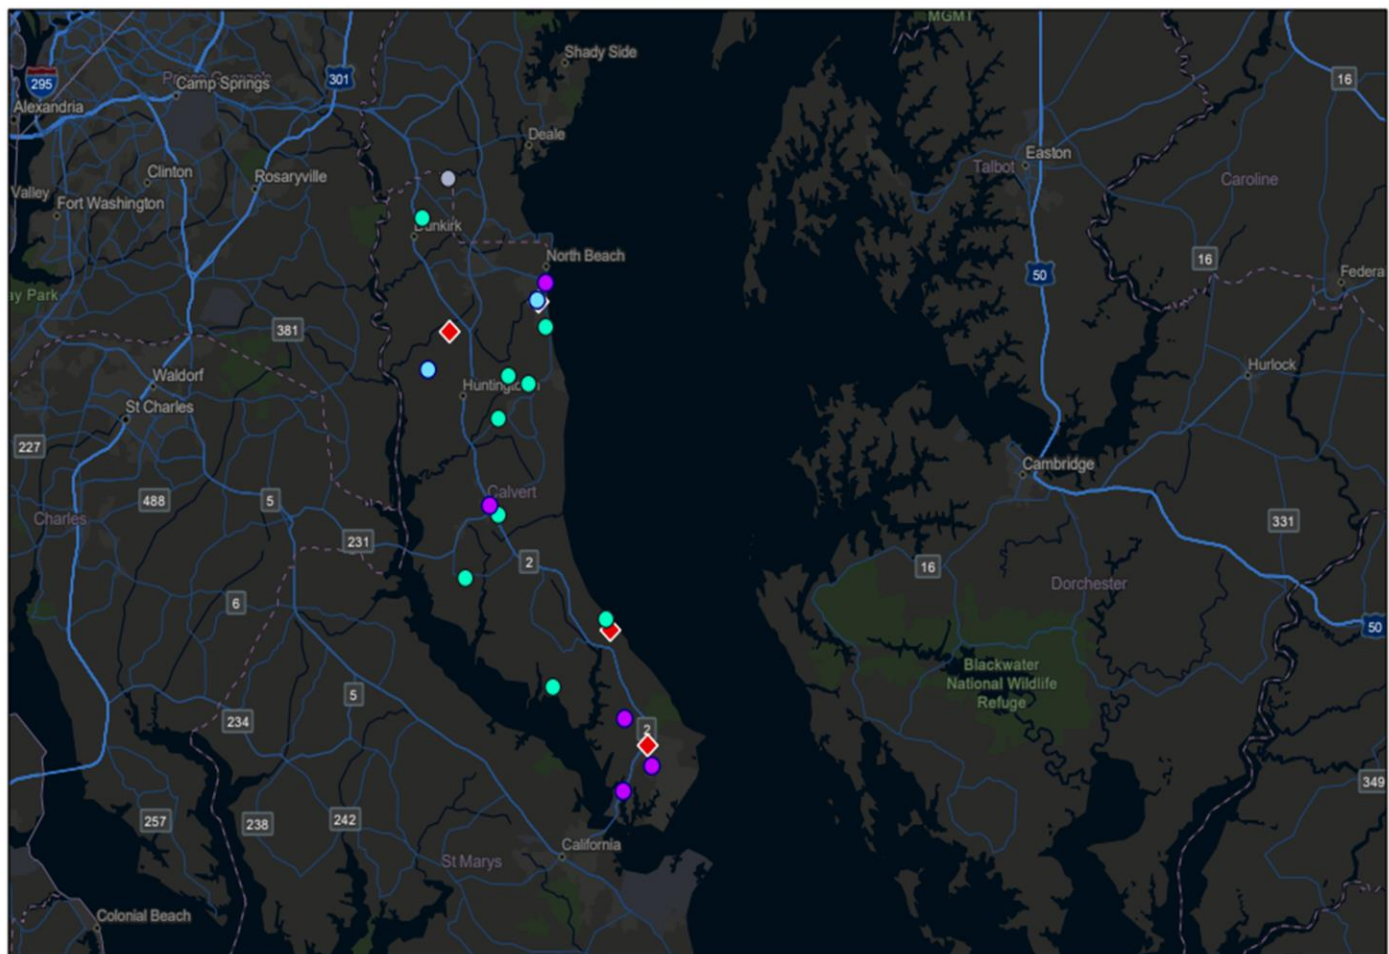 MGMT
Shady Side
295
Camp Springs
301
16
Alexandria
Deale
Easton
Talbot
Clinton
Rosaryville
Caroline
Valley
Fort Washington
Dunkirk
North Beach
16
50
Federa
ay Park
381
Waldorf
Hurlock
St Charles
227
Cambridge
488
5
Calvert
Charles
331
231
2
16
Dorchester
6
50
Blackwater
National Wildlife
Refuge
5
234
2
349
257
238
242
California
St Marys
Colonial Beach